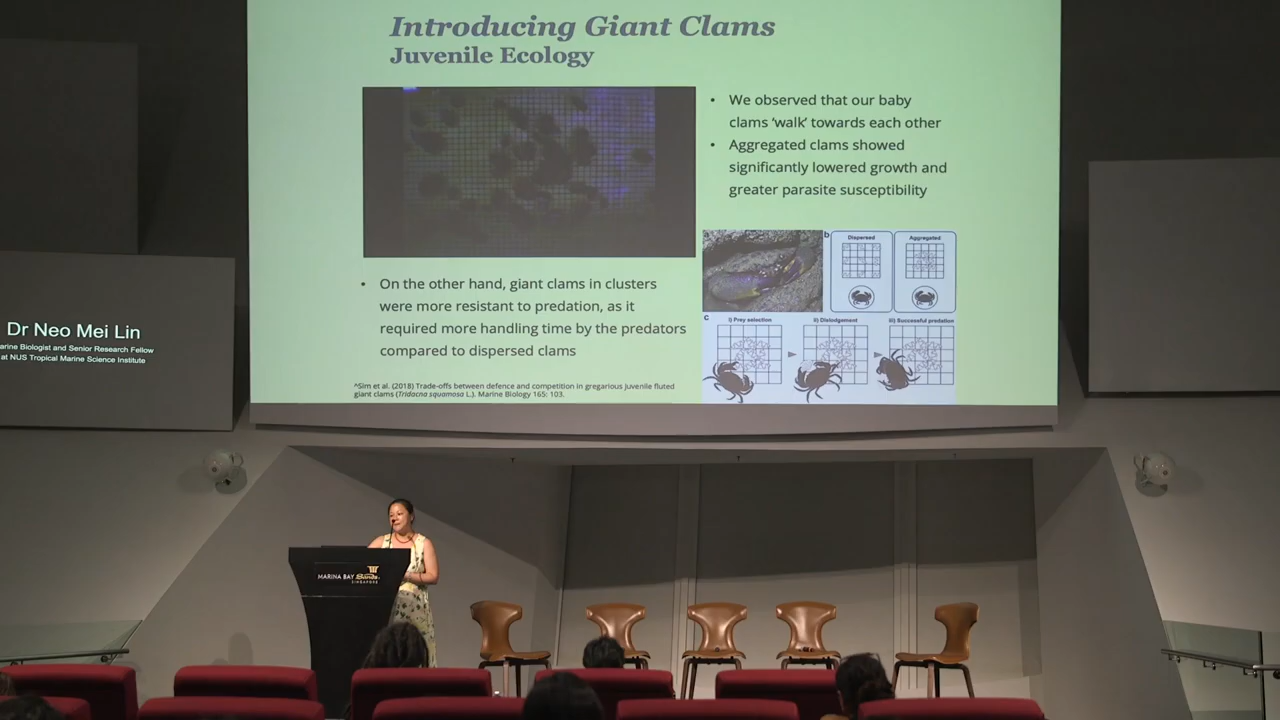 Introducing Giant Clams
Juvenile Ecology
• We observed that our baby
clams ‘walk’ towards each other
• Aggregated clams showed
significantly lowered growth and
greater parasite susceptibility
• On the other hand, giant clams in clusters
were more resistant to predation, as it
required more handling time by the predators
compared to dispersed clams
a
b
Dispersed
Aggregated
c
i) Prey selection
ii) Dislodgement
iii) Successful predation
^Sim et al. (2018) Trade-offs between defence and competition in gregarious juvenile fluted
giant clams (Tridacna squamosa L.). Marine Biology 165: 103.
Dr Neo Mei Lin
arine Biologist and Senior Research Fellow
at NUS Tropical Marine Science Institute
MARINA BAY Sands
SINGAPORE